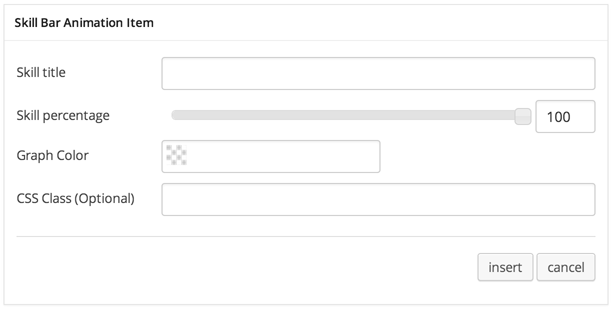 Skill Bar Animation Item
Skill title
Skill percentage 100
Graph Color
CSS Class (Optional)
insert cancel